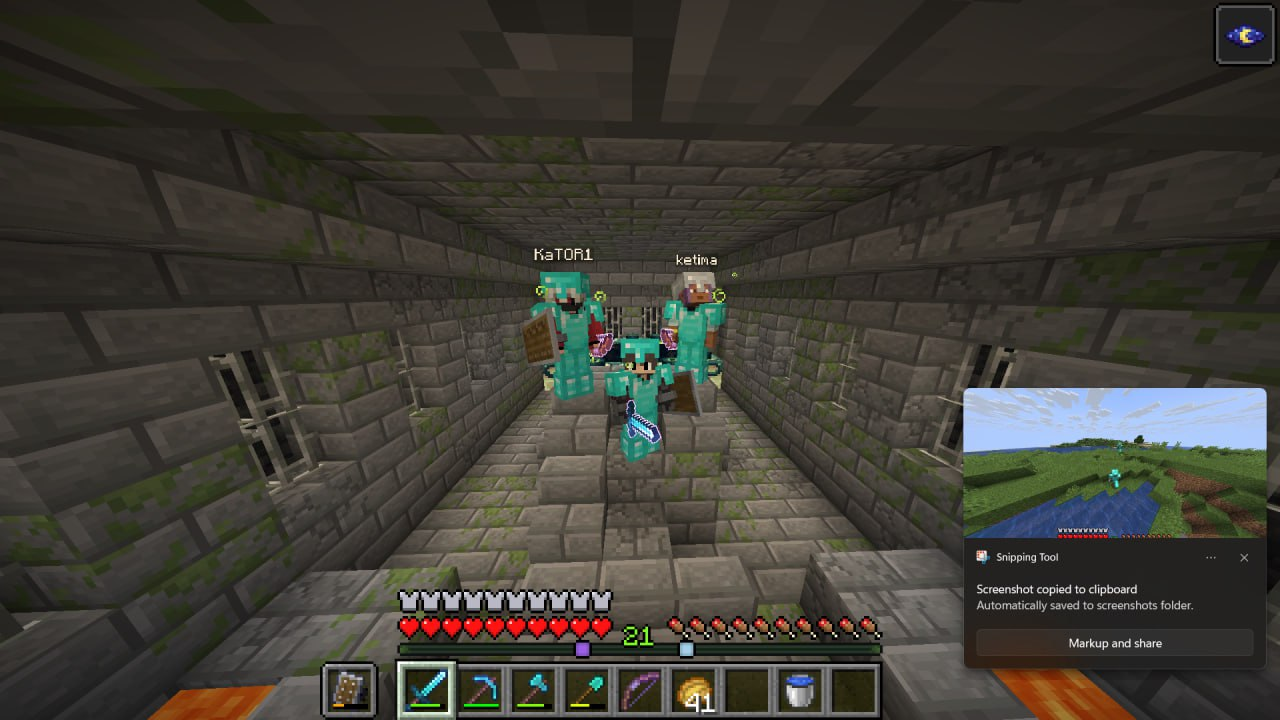 KaTOR1
ketima
Snipping Tool
Screenshot copied to clipboard
Automatically saved to screenshots folder.
Markup and share
21
41